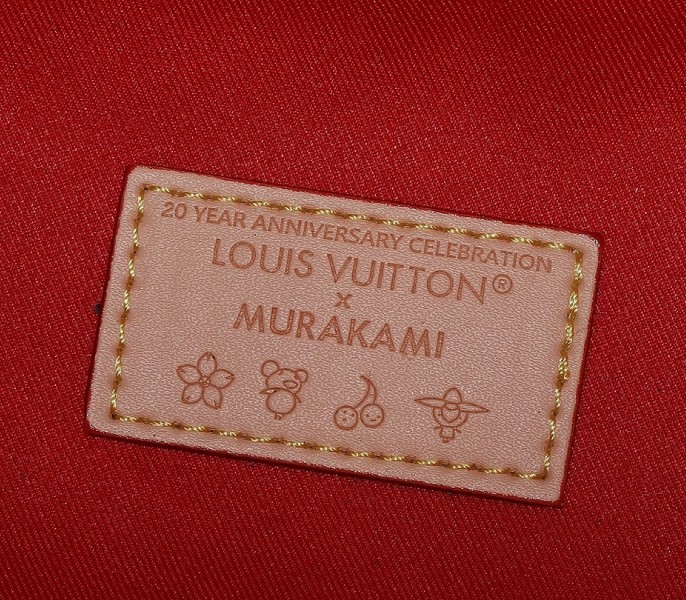 20 YEAR ANNIVERSARY CELEBRATION
LOUIS VUITTON®
x
MURAKAMI